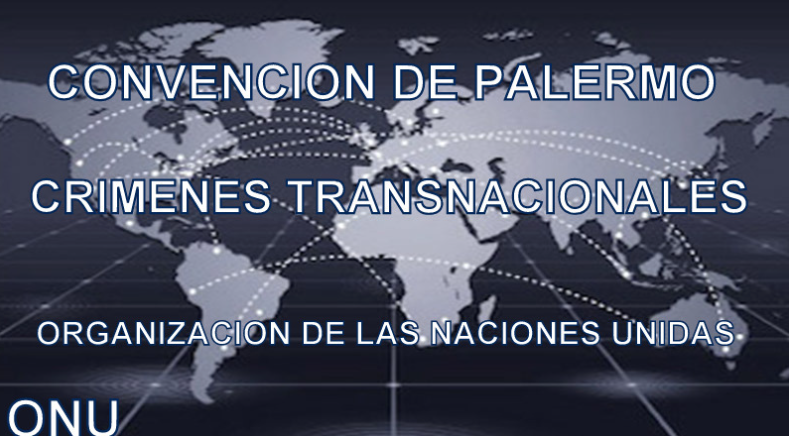 CONVENCION DE PALERMO
CRIMENES TRANSNACIONALES
ORGANIZACION DE LAS NACIONES UNIDAS
ONU